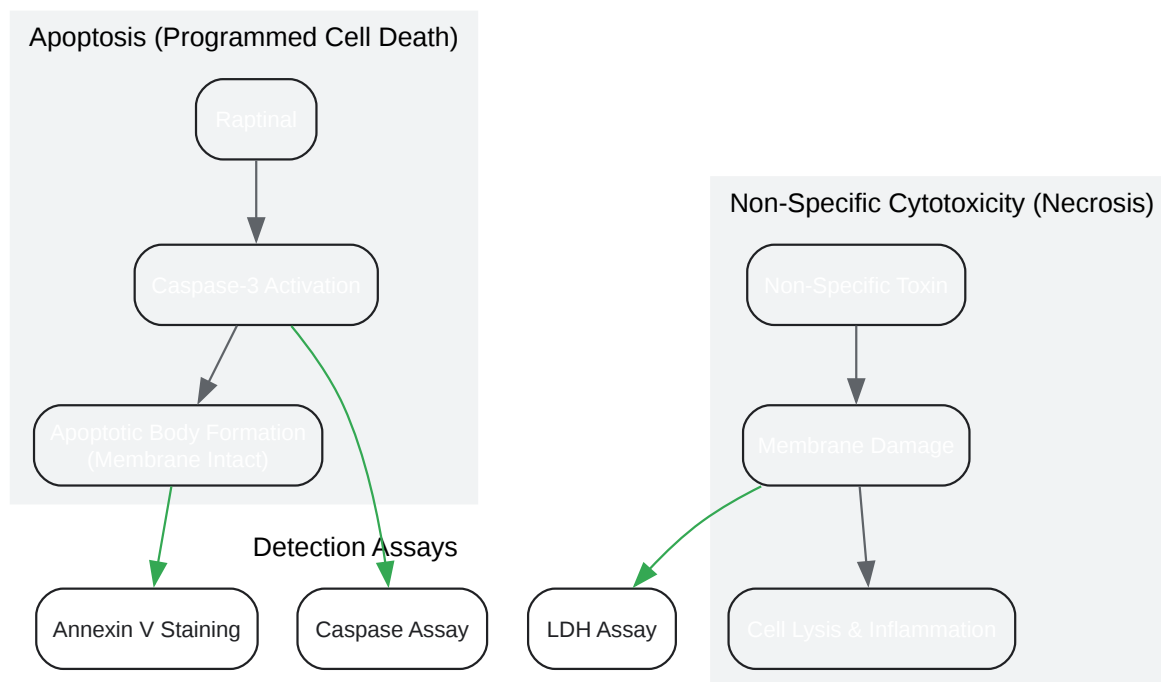 Apoptosis (Programmed Cell Death)
Raptinal
Caspase-3 Activation
Apoptotic Body Formation
(Membrane Intact)
Non-Specific Cytotoxicity (Necrosis)
Non-Specific Toxin
Membrane Damage
Cell Lysis & Inflammation
Detection Assays
Annexin V Staining
Caspase Assay
LDH Assay